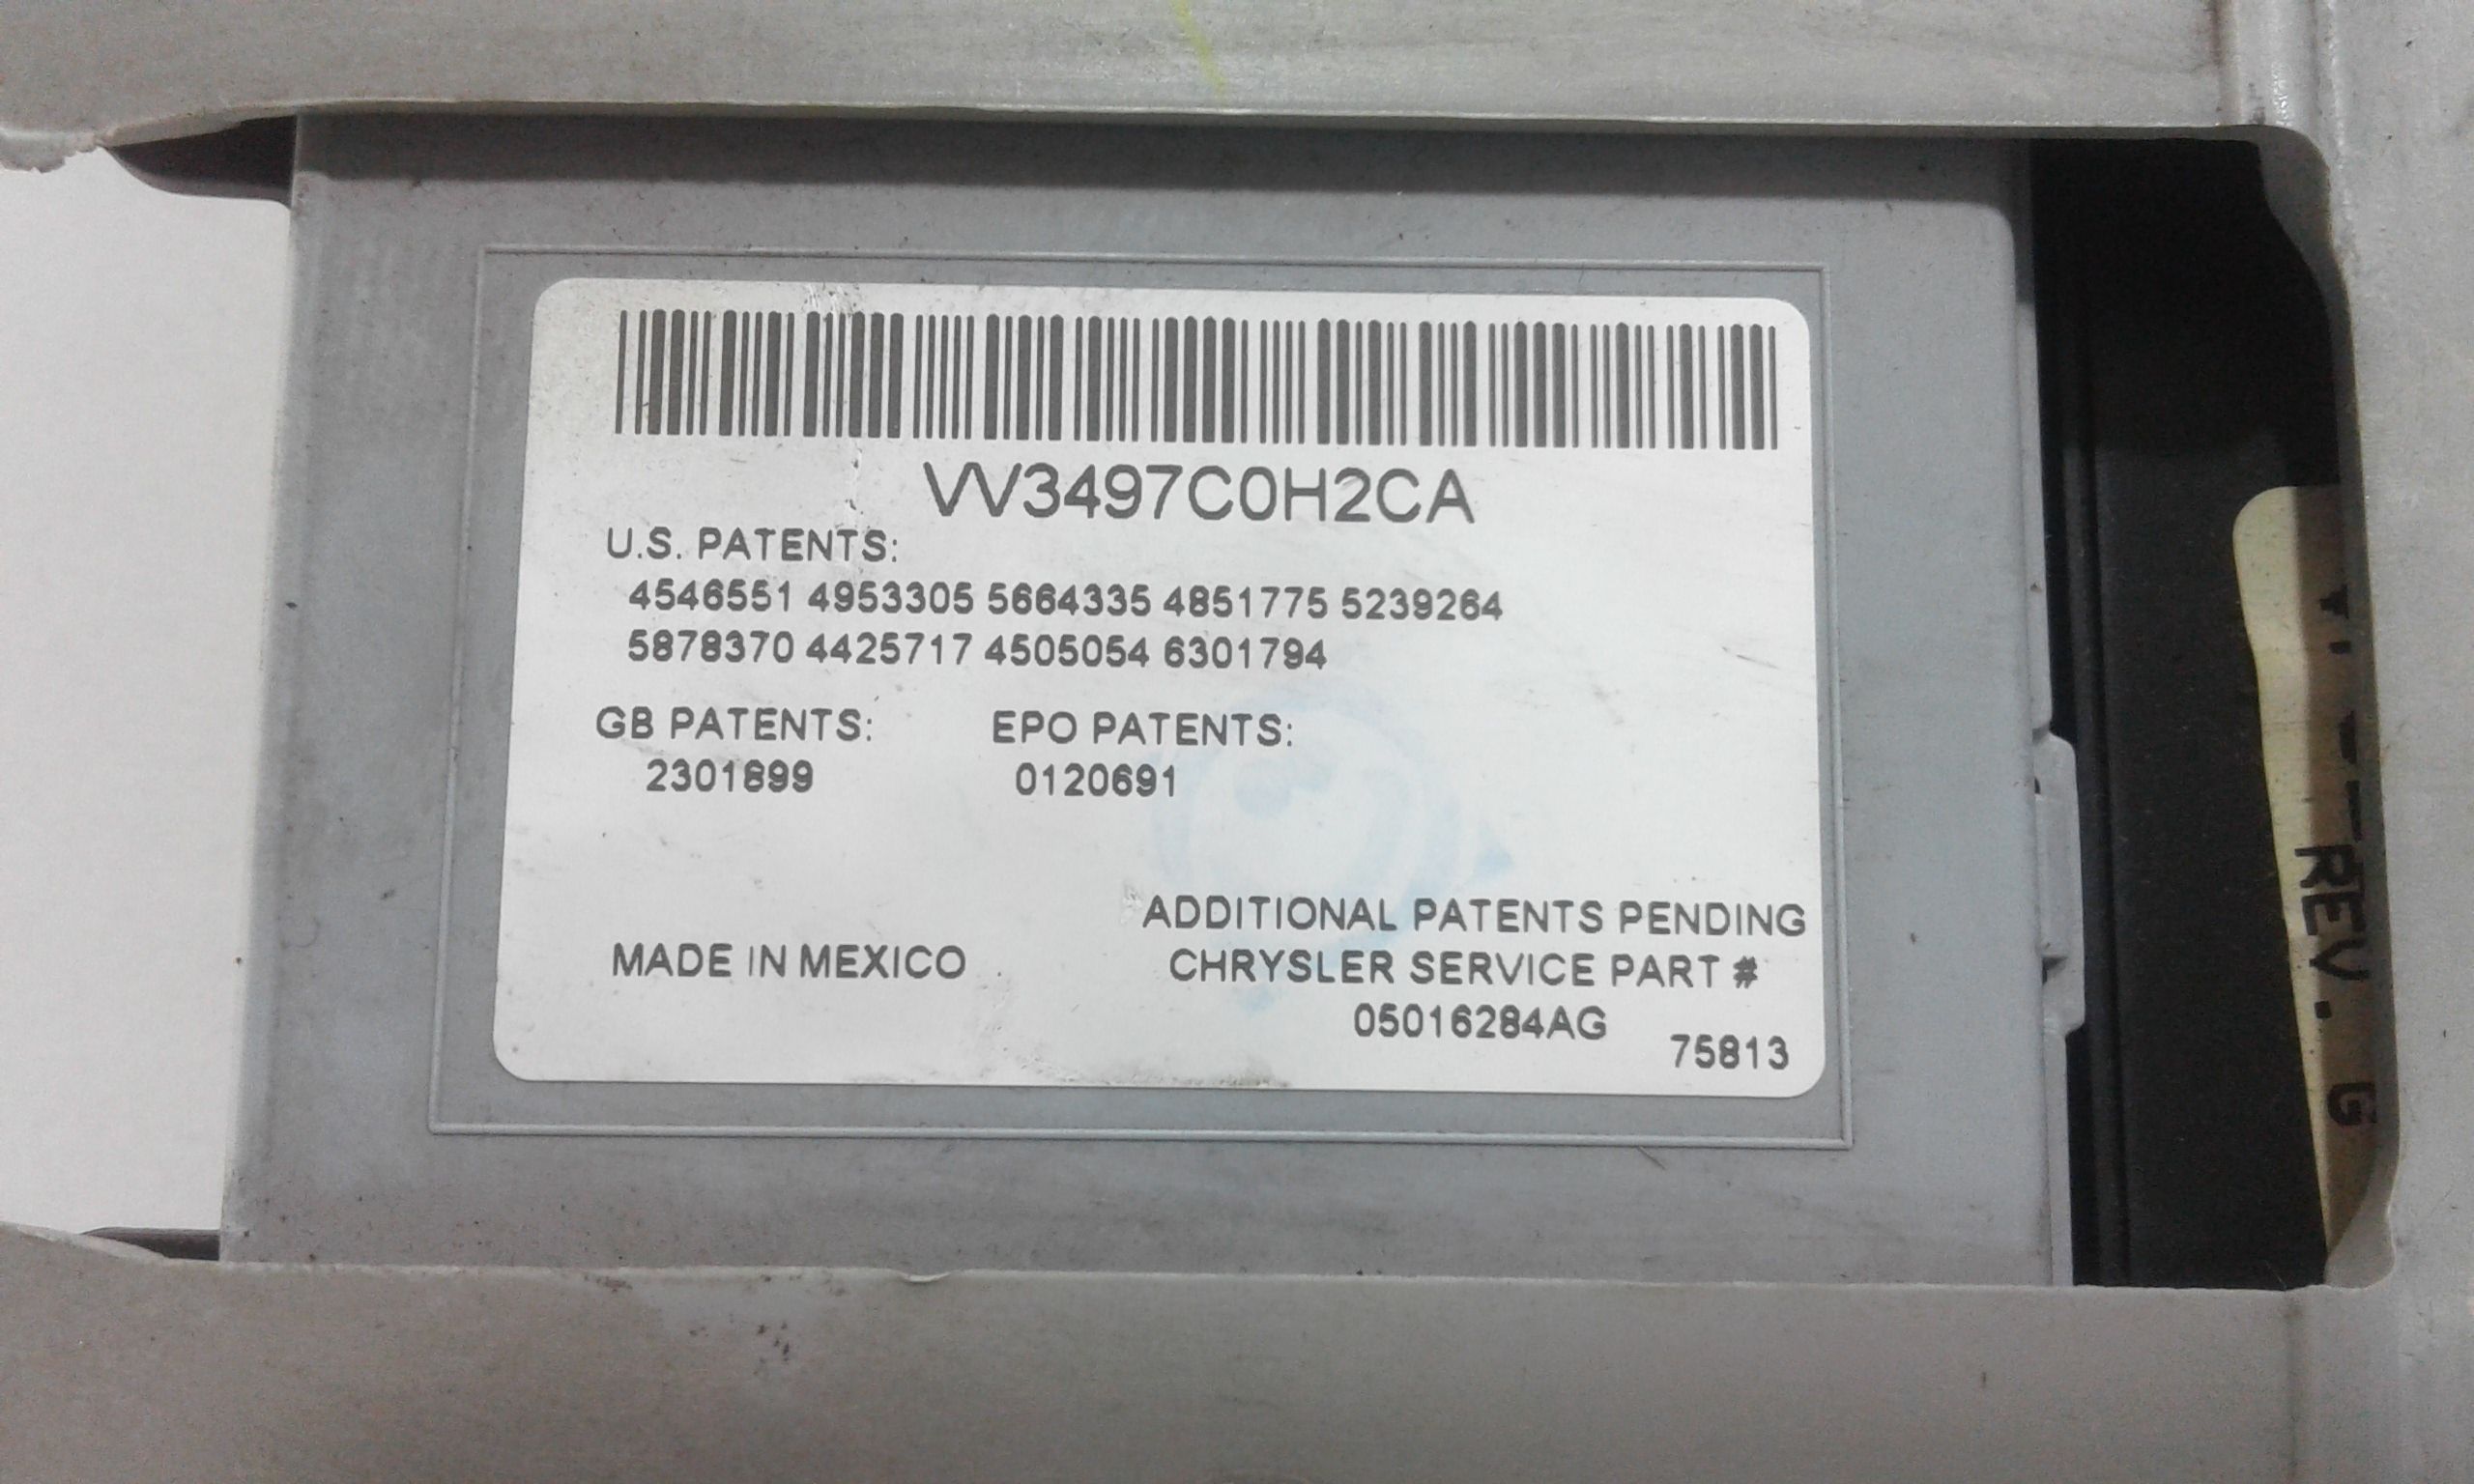 VV3497C0H2CA
U.S. PATENTS:
4546551 4953305 5664335 4851775 5239264
5878370 4425717 4505054 6301794
GB PATENTS: EPO PATENTS:
2301899 0120691
ADDITIONAL PATENTS PENDING
MADE IN MEXICO CHRYSLER SERVICE PART #
05016284AG
75813
REV. G